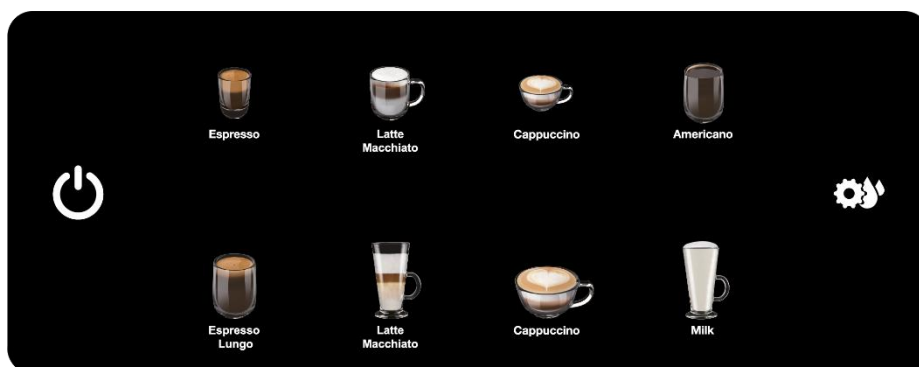 Espresso
Latte
Macchiato
Cappuccino
Americano
Espresso
Lungo
Latte
Macchiato
Cappuccino
Milk